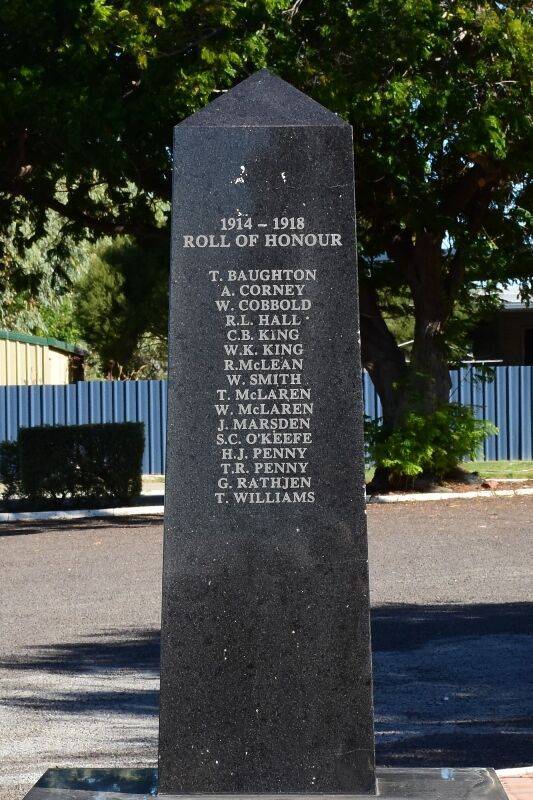 1914 – 1918
ROLL OF HONOUR
T. BAUGHTON
A. CORNEY
W. COBBOLD
R.L. HALL
C.B. KING
W.K. KING
R.McLEAN
W. SMITH
T. McLAREN
W. McLAREN
J. MARSDEN
S.C. O'KEEFE
H.J. PENNY
T.R. PENNY
G. RATHJEN
T. WILLIAMS